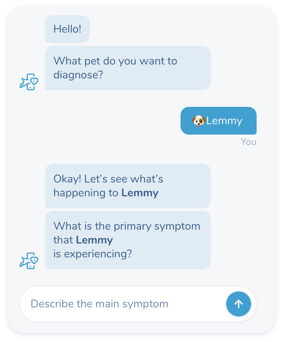 Hello!
What pet do you want to
diagnose?
🐶Lemmy
You
Okay! Let's see what's
happening to Lemmy
What is the primary symptom
that Lemmy
is experiencing?
Describe the main symptom